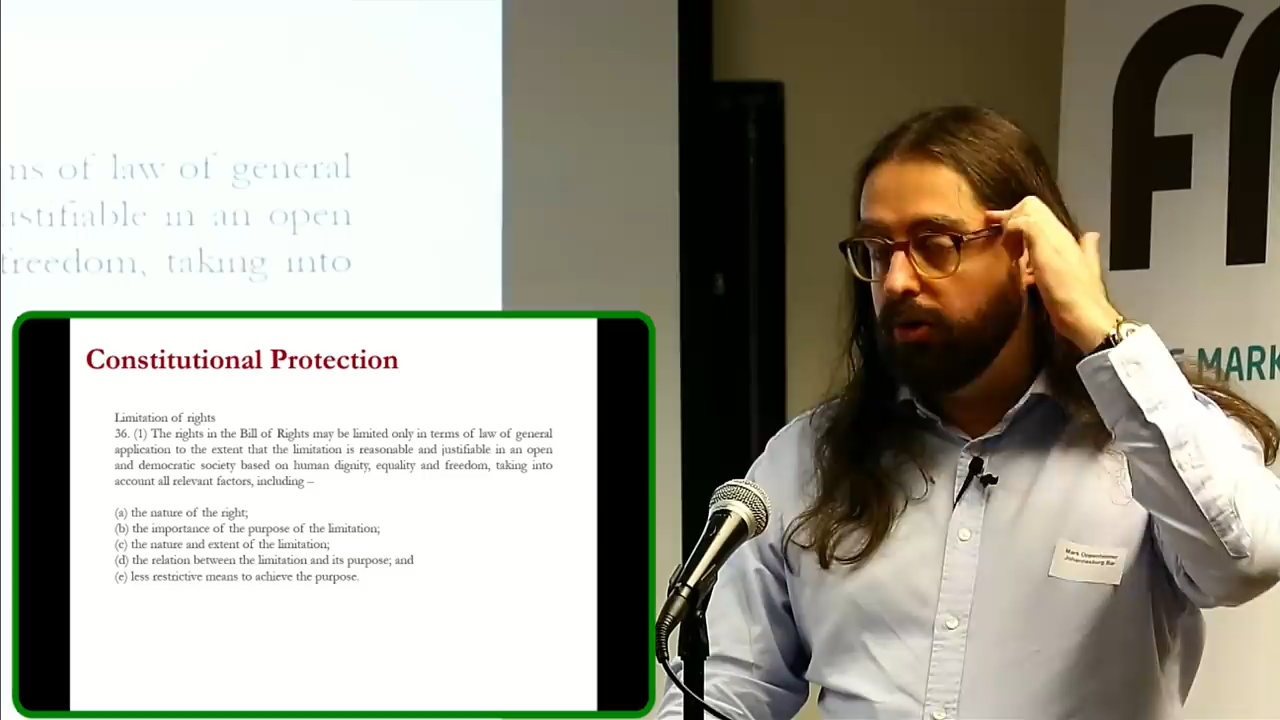 ns of law of general
ustifiable in an open
freedom, taking into
Constitutional Protection
Limitation of rights
36. (1) The rights in the Bill of Rights may be limited only in terms of law of general
application to the extent that the limitation is reasonable and justifiable in an open
and democratic society based on human dignity, equality and freedom, taking into
account all relevant factors, including –
(a) the nature of the right;
(b) the importance of the purpose of the limitation;
(c) the nature and extent of the limitation;
(d) the relation between the limitation and its purpose; and
(e) less restrictive means to achieve the purpose.
Mark Oppenheimer
Johannesburg Bar
E MARK